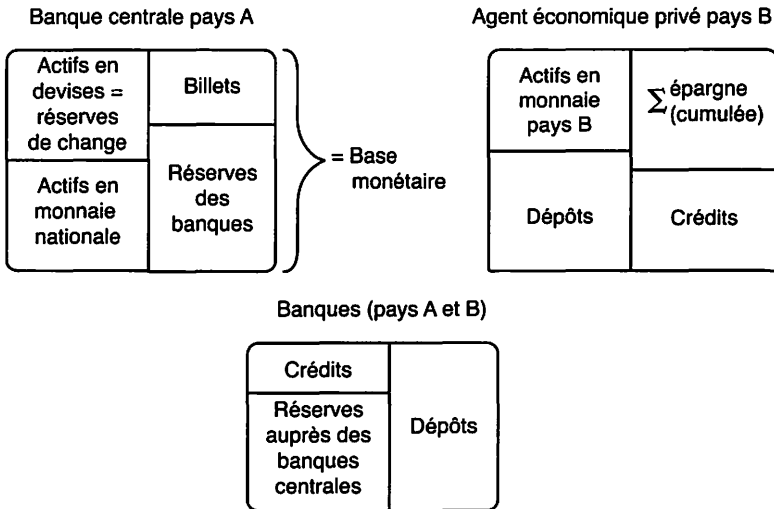 Banque centrale pays A
Actifs en
devises =
réserves
de change
Billets
Actifs en
monnaie
nationale
Réserves
des
banques
= Base
monétaire
Agent économique privé pays B
Actifs en
monnaie
pays B
∑ épargne
(cumulée)
Dépôts
Crédits
Banques (pays A et B)
Crédits
Réserves
auprès des
banques
centrales
Dépôts